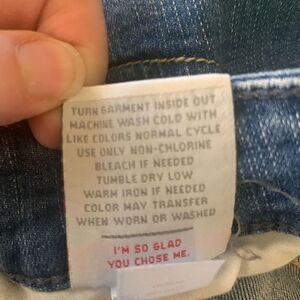 TURN GARMENT INSIDE OUT
MACHINE WASH COLD WITH
LIKE COLORS NORMAL CYCLE
USE ONLY NON-CHLORINE
BLEACH IF NEEDED
TUMBLE DRY LOW
WARM IRON IF NEEDED
COLOR MAY TRANSFER
WHEN WORN OR WASHED
I'M SO GLAD
YOU CHOSE ME.